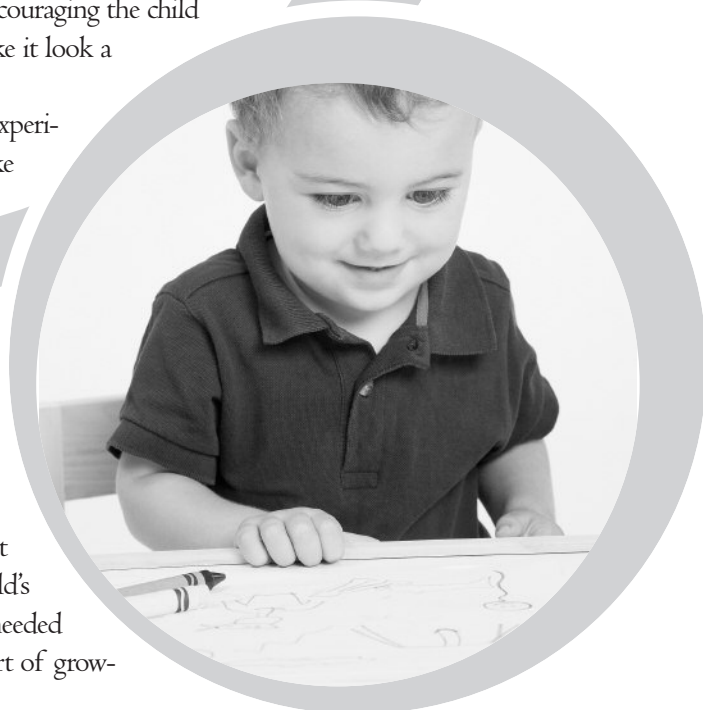 couraging the child
ke it look a
xperi-
ke
t
ld's
needed
rt of grow-